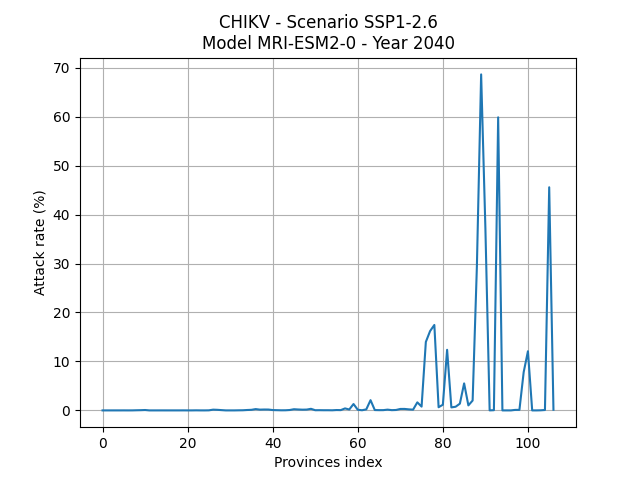 CHIKV - Scenario SSP1-2.6
Model MRI-ESM2-0 - Year 2040
70
60
50
40
30
20
10
0
Attack rate (%)
0 20 40 60 80 100
Provinces index